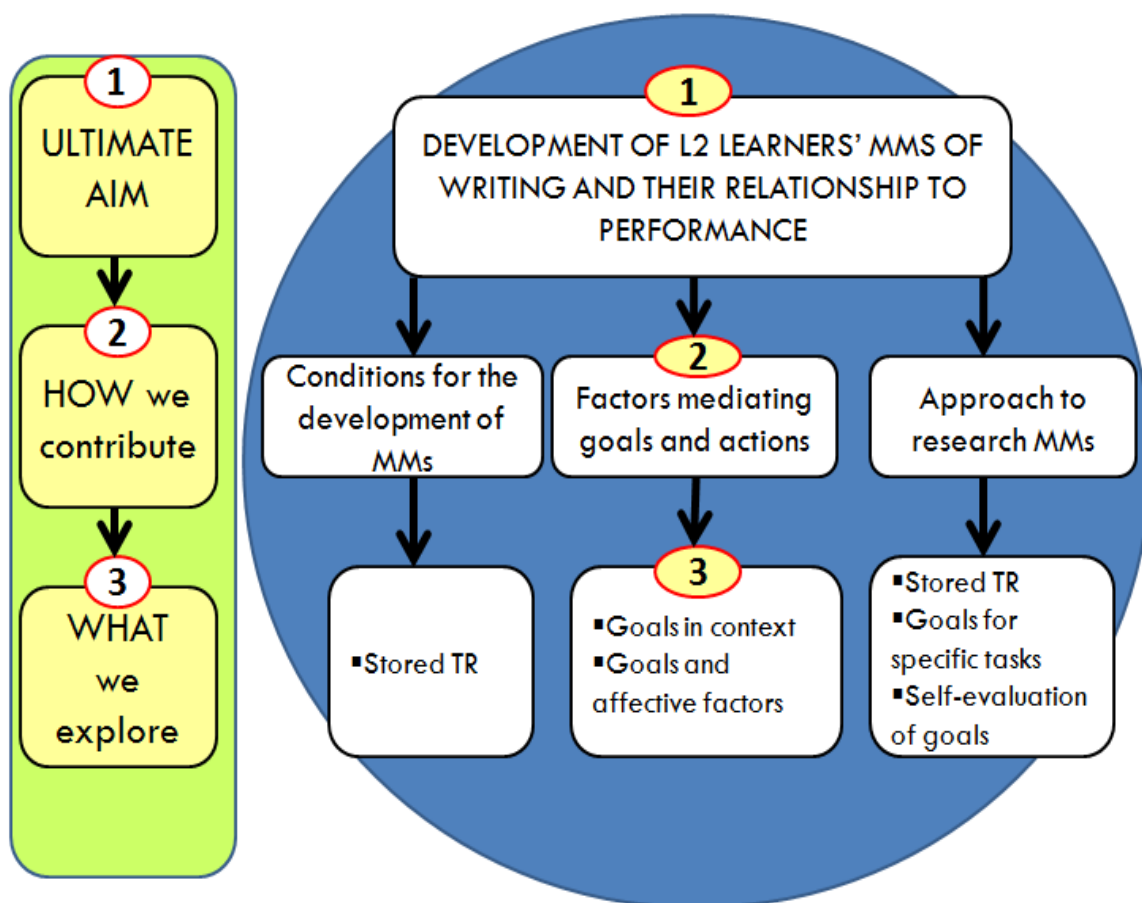 1
ULTIMATE
AIM
2
HOW we
contribute
3
WHAT
we
explore
1
DEVELOPMENT OF L2 LEARNERS’ MMS OF
WRITING AND THEIR RELATIONSHIP TO
PERFORMANCE
Conditions for the
development of
MMs
2
Factors mediating
goals and actions
Approach to
research MMs
▪Stored TR
3
▪Goals in context
▪Goals and
affective factors
▪Stored TR
▪Goals for
specific tasks
▪Self-evaluation
of goals